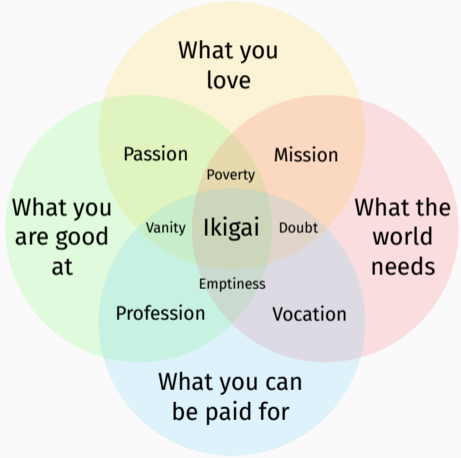 What you
love
Passion
Mission
Poverty
What you
are good
at
Vanity
Ikigai
Doubt
What the
world
needs
Emptiness
Profession
Vocation
What you can
be paid for